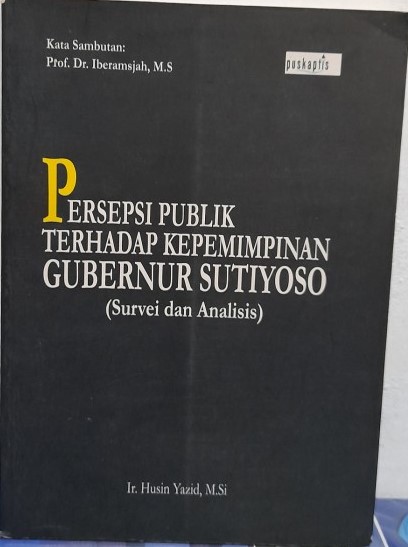 Kata Sambutan:
Prof. Dr. Iberamsjah, M.S
puskaptis
PERSEPSI PUBLIK
TERHADAP KEPEMIMPINAN
GUBERNUR SUTIYOSO
(Survei dan Analisis)
Ir. Husin Yazid, M.Si